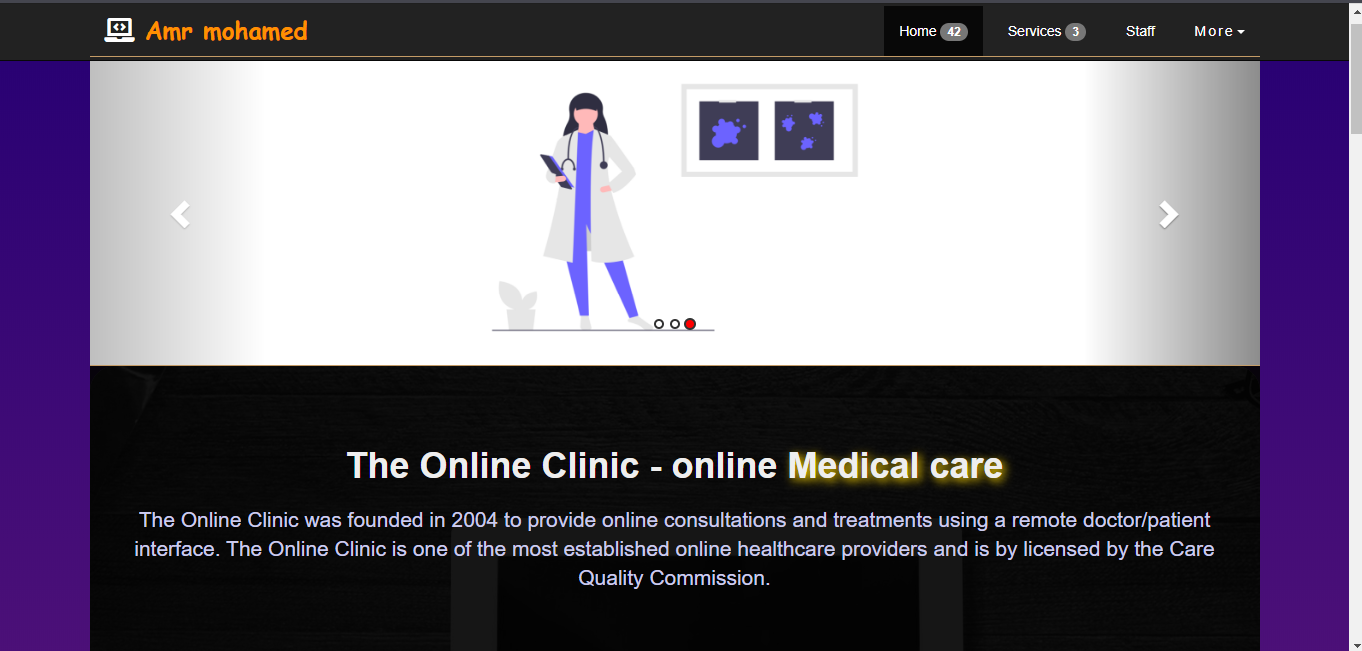 Amr mohamed
Home 42
Services 3
Staff
More
The Online Clinic - online Medical care
The Online Clinic was founded in 2004 to provide online consultations and treatments using a remote doctor/patient
interface. The Online Clinic is one of the most established online healthcare providers and is by licensed by the Care
Quality Commission.